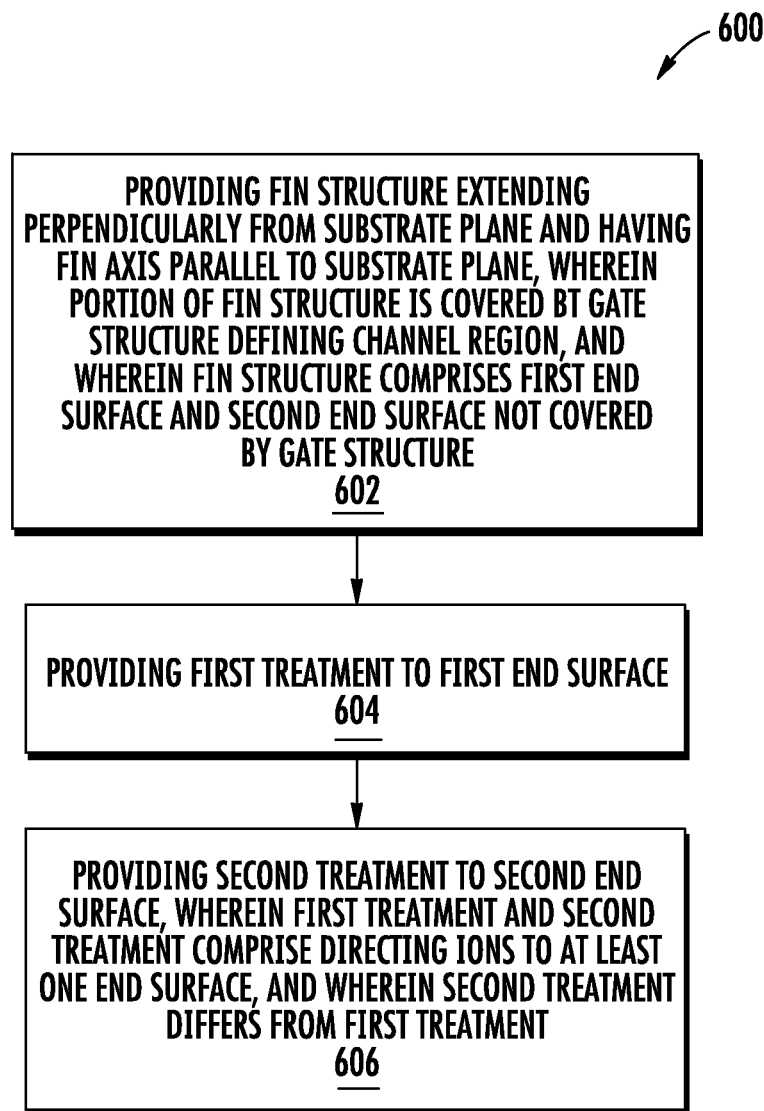 600
PROVIDING FIN STRUCTURE EXTENDING
PERPENDICULARLY FROM SUBSTRATE PLANE AND HAVING
FIN AXIS PARALLEL TO SUBSTRATE PLANE, WHEREIN
PORTION OF FIN STRUCTURE IS COVERED BT GATE
STRUCTURE DEFINING CHANNEL REGION, AND
WHEREIN FIN STRUCTURE COMPRISES FIRST END
SURFACE AND SECOND END SURFACE NOT COVERED
BY GATE STRUCTURE
602
PROVIDING FIRST TREATMENT TO FIRST END SURFACE
604
PROVIDING SECOND TREATMENT TO SECOND END
SURFACE, WHEREIN FIRST TREATMENT AND SECOND
TREATMENT COMPRISE DIRECTING IONS TO AT LEAST
ONE END SURFACE, AND WHEREIN SECOND TREATMENT
DIFFERS FROM FIRST TREATMENT
606